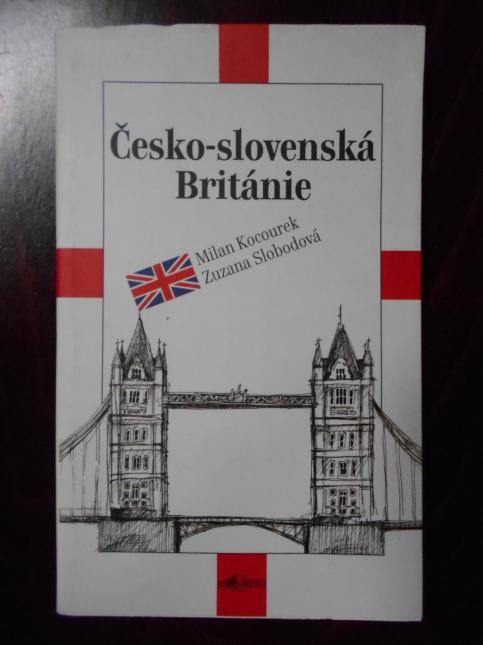 Česko-slovenská
Británie
Milan Kocourek
Zuzana Slobodová